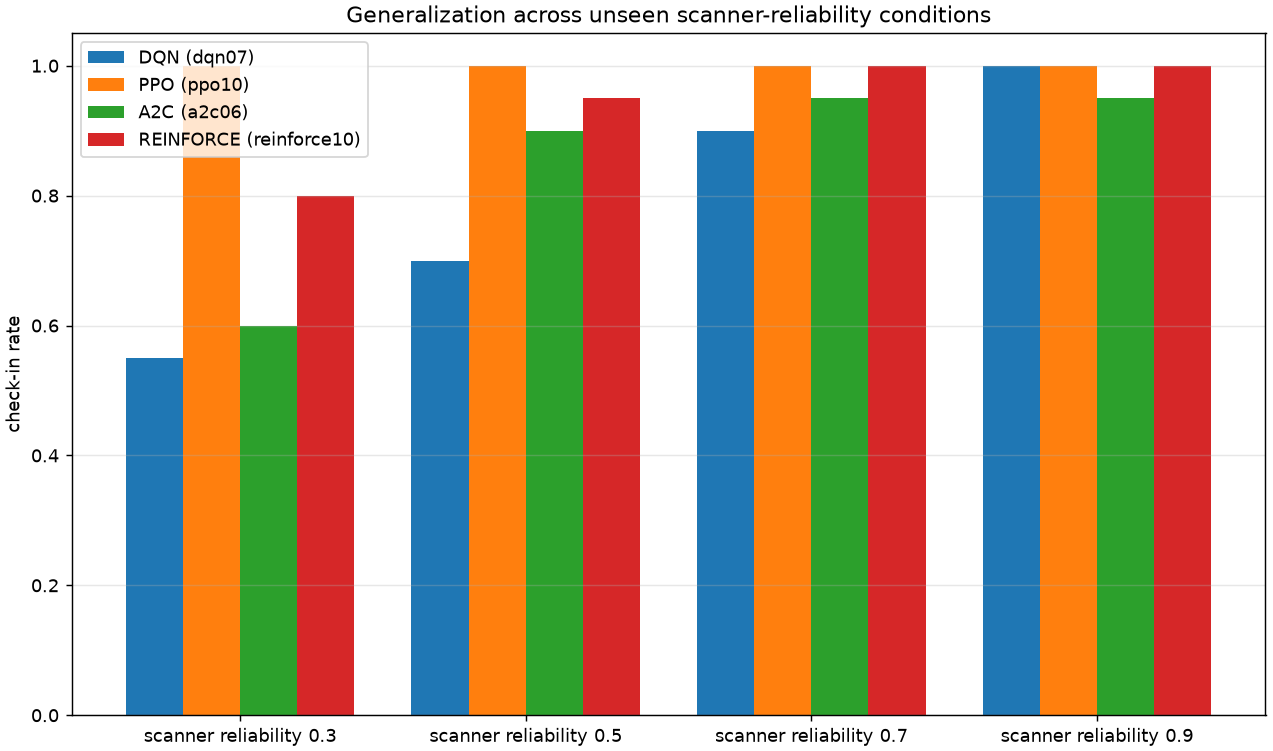 Generalization across unseen scanner-reliability conditions
DQN (dqn07)
PPO (ppo10)
A2C (a2c06)
REINFORCE (reinforce10)
check-in rate
1.0
0.8
0.6
0.4
0.2
0.0
scanner reliability 0.3
scanner reliability 0.5
scanner reliability 0.7
scanner reliability 0.9